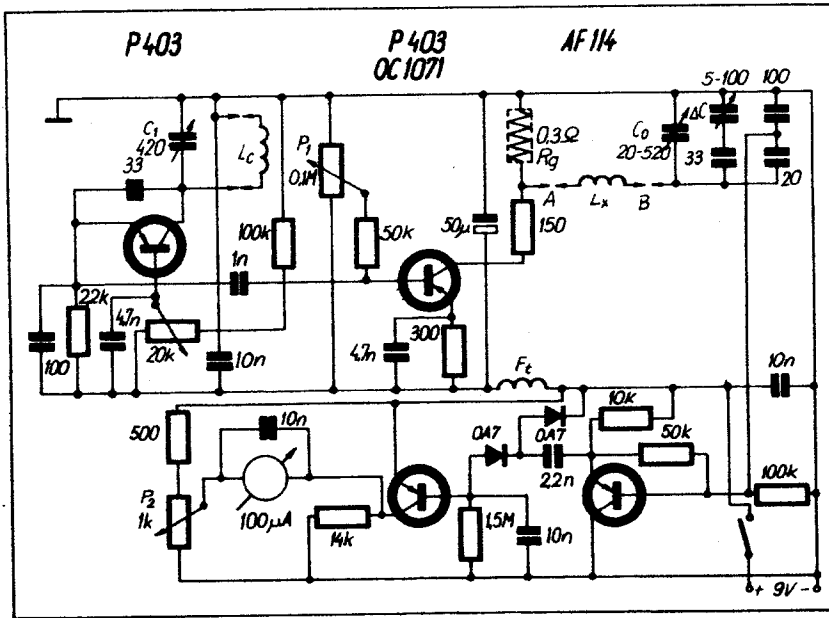 P403
P403 OC1071
AF114
5-100
100
C₁
420
33
L_C
P₁
0,1M
0,3Ω
Rg
C₀
20-520
ΔC
33
20
100k
50k
50μ
A
Lx
B
150
1n
22k
4,7n
100
20k
10n
4,7n
300
Ft
10n
500
10n
0A7
0A7
10k
50k
2,2n
100k
P₂
1k
100μA
14k
1,5M
10n
+ 9V -